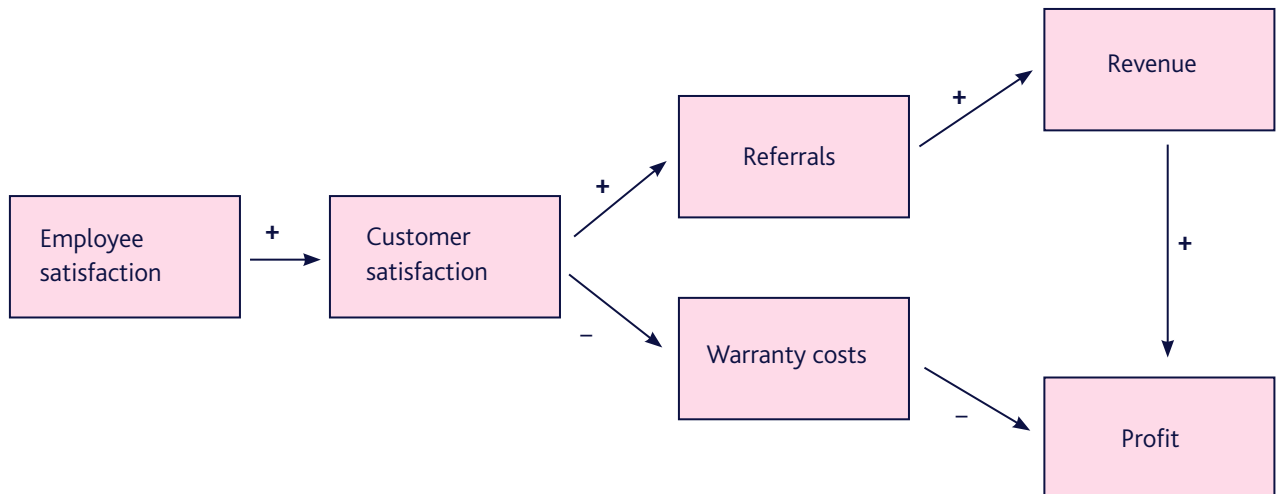 Revenue
+
Referrals
+
+
Employee
satisfaction
+
Customer
satisfaction
+
–
Warranty costs
–
Profit